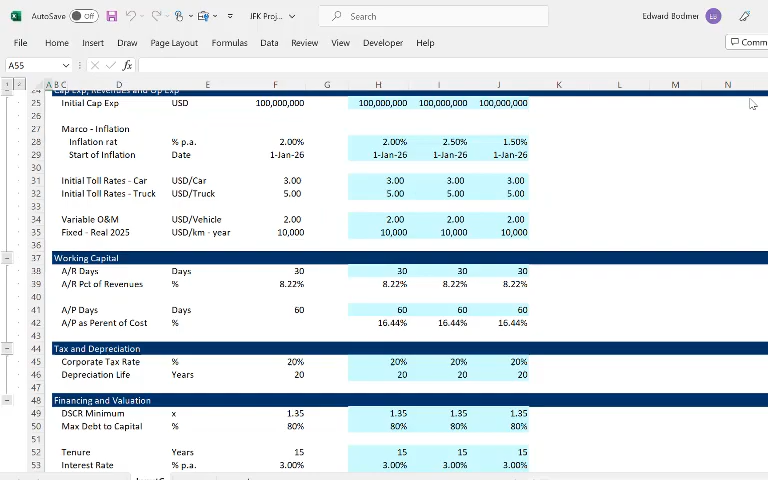 AutoSave Off JFK Proj... Search Edward Bodmer EB
File Home Insert Draw Page Layout Formulas Data Review View Developer Help Comm
A55 fx
1 2 A B C D E F G H I J K L M N
24 Cap Exp, Revenues and Op Exp
25 Initial Cap Exp USD 100,000,000 100,000,000 100,000,000 100,000,000
26
27 Marco - Inflation
28 Inflation rat % p.a. 2.00% 2.00% 2.50% 1.50%
29 Start of Inflation Date 1-Jan-26 1-Jan-26 1-Jan-26 1-Jan-26
30
31 Initial Toll Rates - Car USD/Car 3.00 3.00 3.00 3.00
32 Initial Toll Rates - Truck USD/Truck 5.00 5.00 5.00 5.00
33
34 Variable O&M USD/Vehicle 2.00 2.00 2.00 2.00
35 Fixed - Real 2025 USD/km - year 10,000 10,000 10,000 10,000
36
37 Working Capital
38 A/R Days Days 30 30 30 30
39 A/R Pct of Revenues % 8.22% 8.22% 8.22% 8.22%
40
41 A/P Days Days 60 60 60 60
42 A/P as Perent of Cost % 16.44% 16.44% 16.44%
43
44 Tax and Depreciation
45 Corporate Tax Rate % 20% 20% 20% 20%
46 Depreciation Life Years 20 20 20 20
47
48 Financing and Valuation
49 DSCR Minimum x 1.35 1.35 1.35 1.35
50 Max Debt to Capital % 80% 80% 80% 80%
51
52 Tenure Years 15 15 15 15
53 Interest Rate % p.a. 3.00% 3.00% 3.00% 3.00%